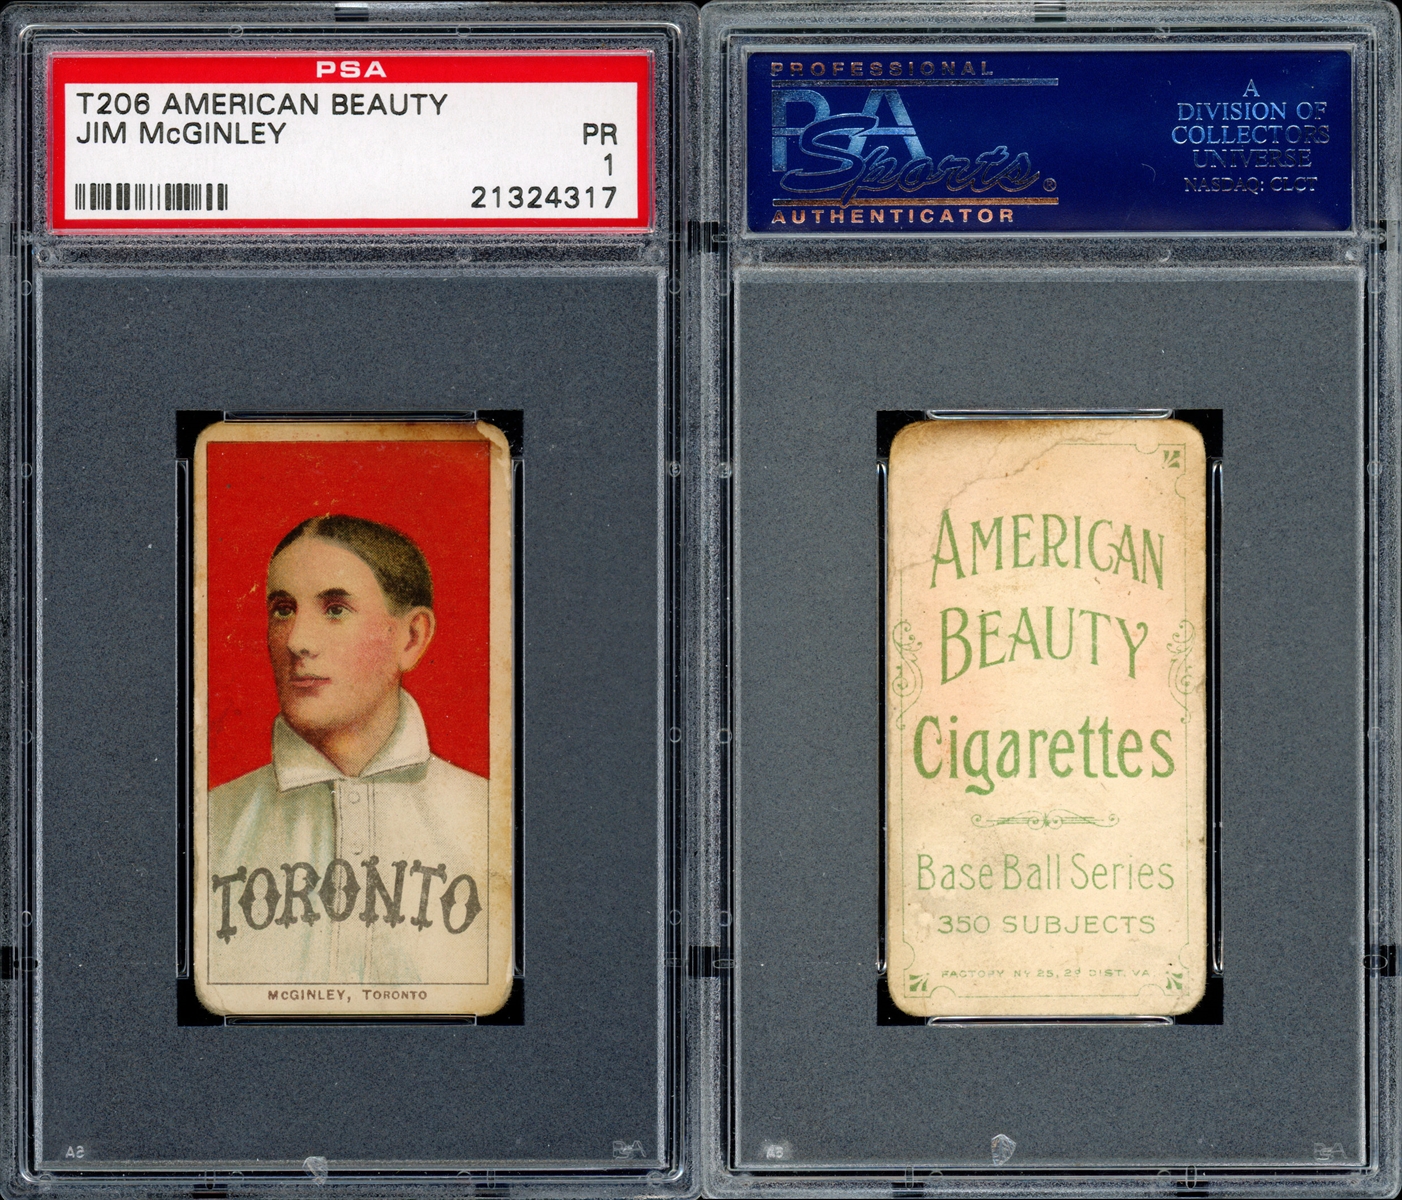 PSA
T206 AMERICAN BEAUTY
JIM McGINLEY
PR
1
21324317
TORONTO
McGINLEY, TORONTO
PROFESSIONAL
PSA
Sports®
AUTHENTICATOR
A
DIVISION OF
COLLECTORS
UNIVERSE
NASDAQ: CLCT
AMERICAN
BEAUTY
Cigarettes
Base Ball Series
350 SUBJECTS
FACTORY Nº 25, 2D DIST. VA